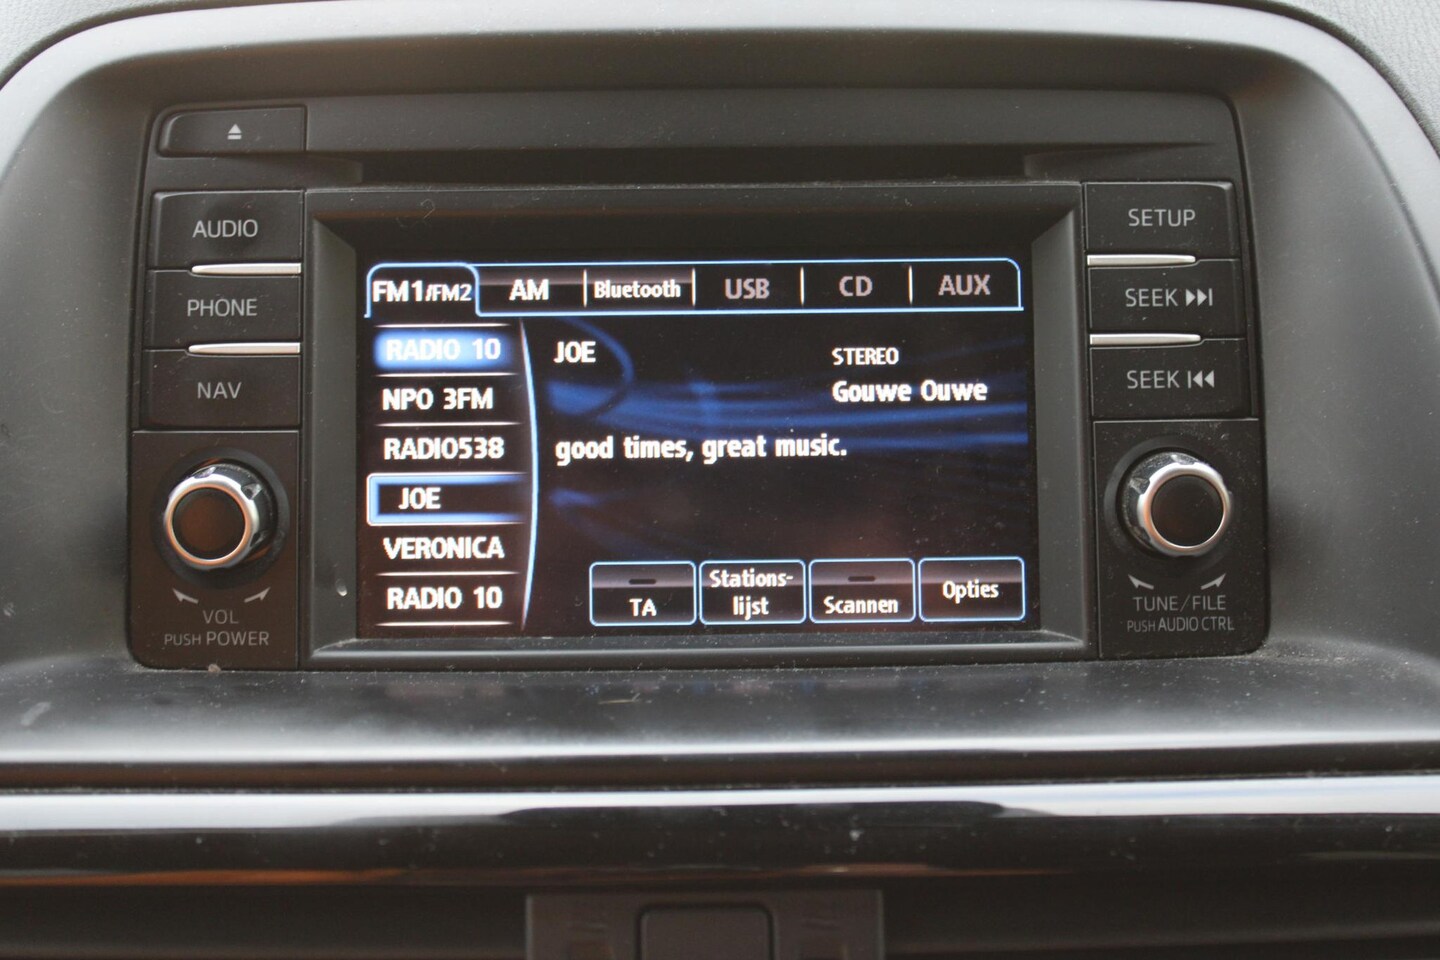 AUDIO
PHONE
NAV
VOL
PUSH POWER
FM1/FM2 AM Bluetooth USB CD AUX
RADIO 10
NPO 3FM
RADIO538
JOE
VERONICA
RADIO 10
JOE
STEREO
Gouwe Ouwe
good times, great music.
TA
Stations-
lijst
Scannen
Opties
SETUP
SEEK
SEEK
TUNE/FILE
PUSH AUDIO CTRL